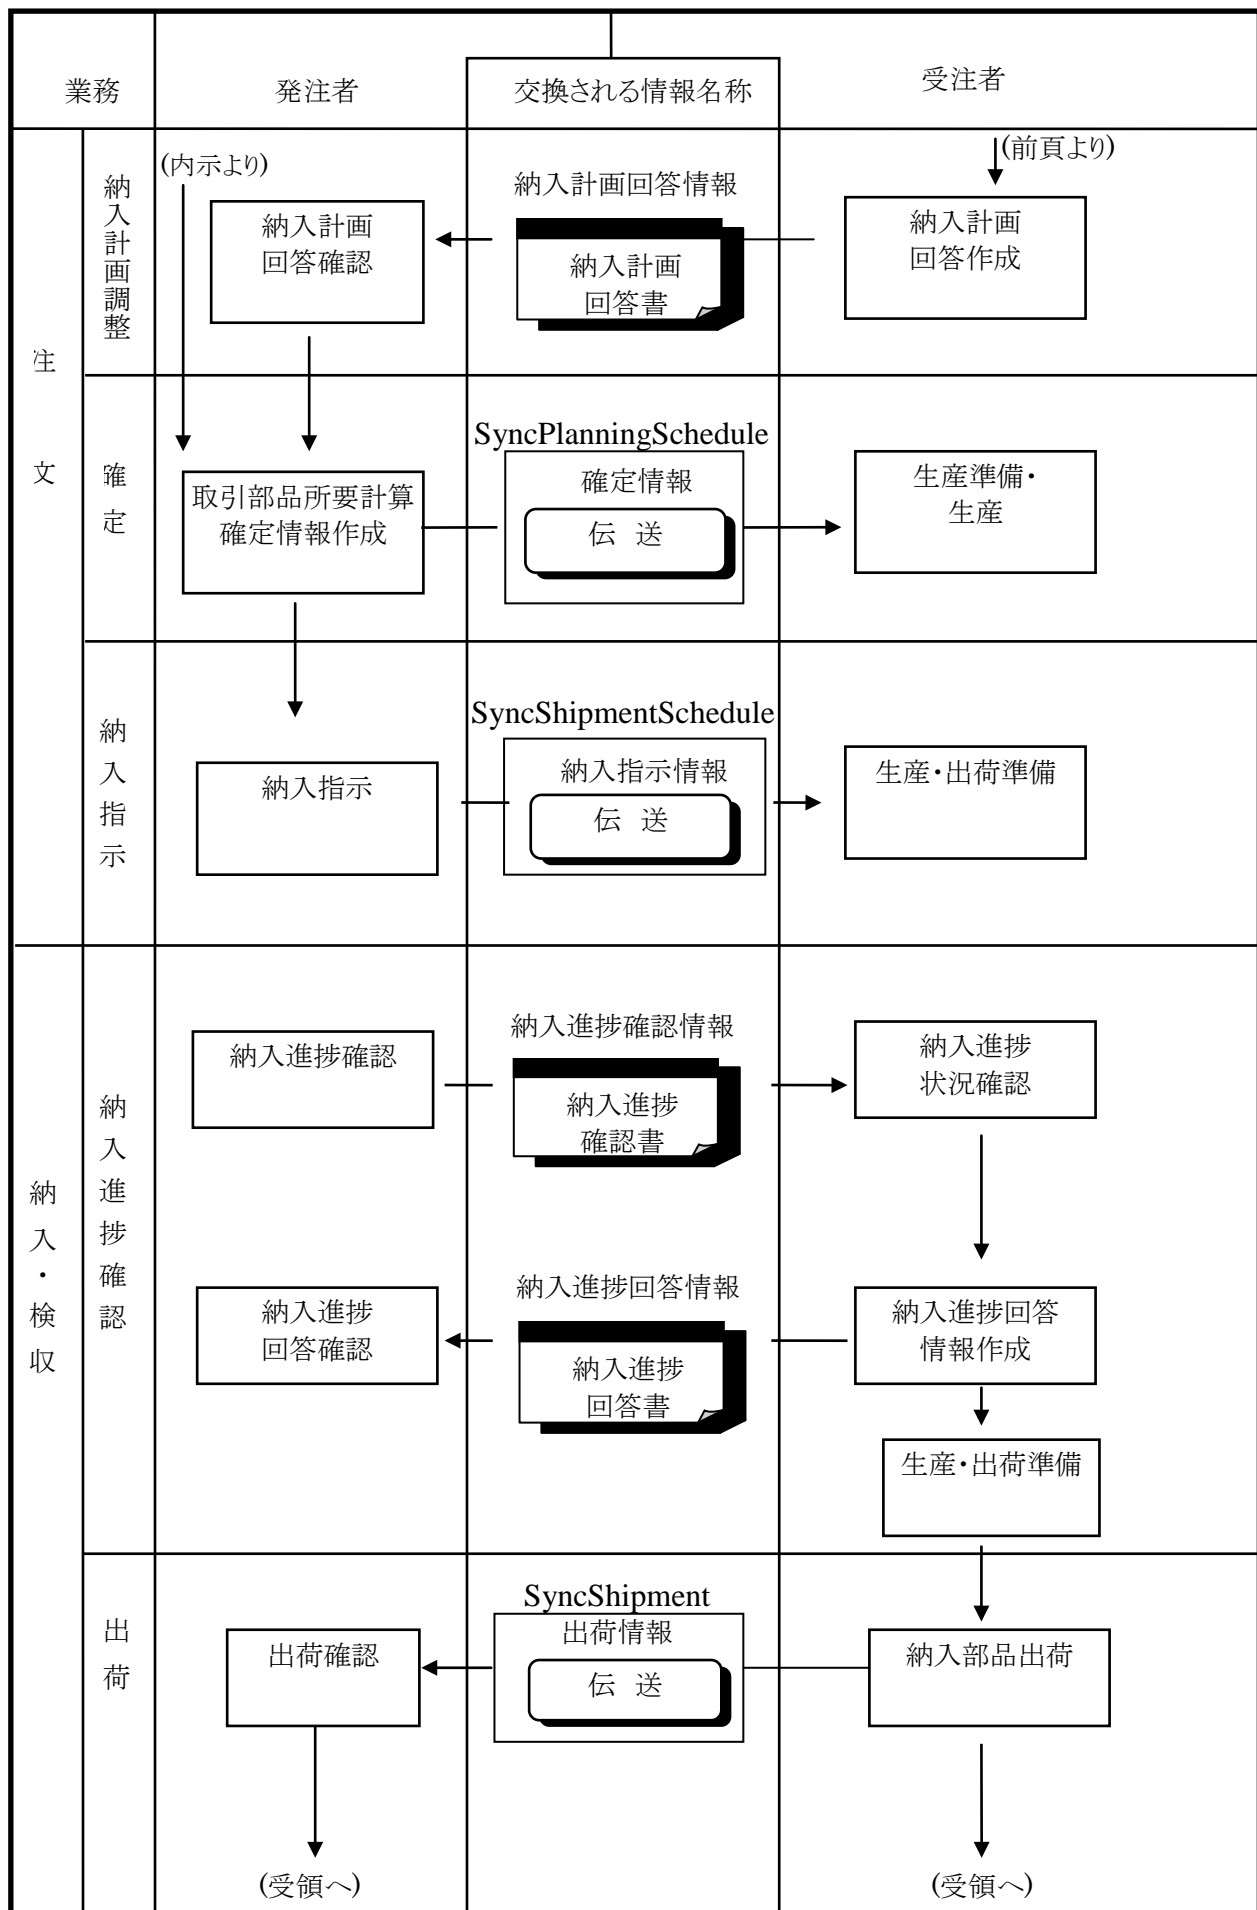 業務
発注者
交換される情報名称
受注者
注文
納入計画調整
(内示より)
(前頁より)
納入計画
回答確認
納入計画回答情報
納入計画
回答書
納入計画
回答作成
確定
取引部品所要計算
確定情報作成
SyncPlanningSchedule
確定情報
伝 送
生産準備・
生産
納入指示
納入指示
SyncShipmentSchedule
納入指示情報
伝 送
生産・出荷準備
納入・検収
納入進捗確認
納入進捗確認
納入進捗確認情報
納入進捗
確認書
納入進捗
状況確認
納入進捗
回答確認
納入進捗回答情報
納入進捗
回答書
納入進捗回答
情報作成
生産・出荷準備
出荷
出荷確認
SyncShipment
出荷情報
伝 送
納入部品出荷
(受領へ)
(受領へ)